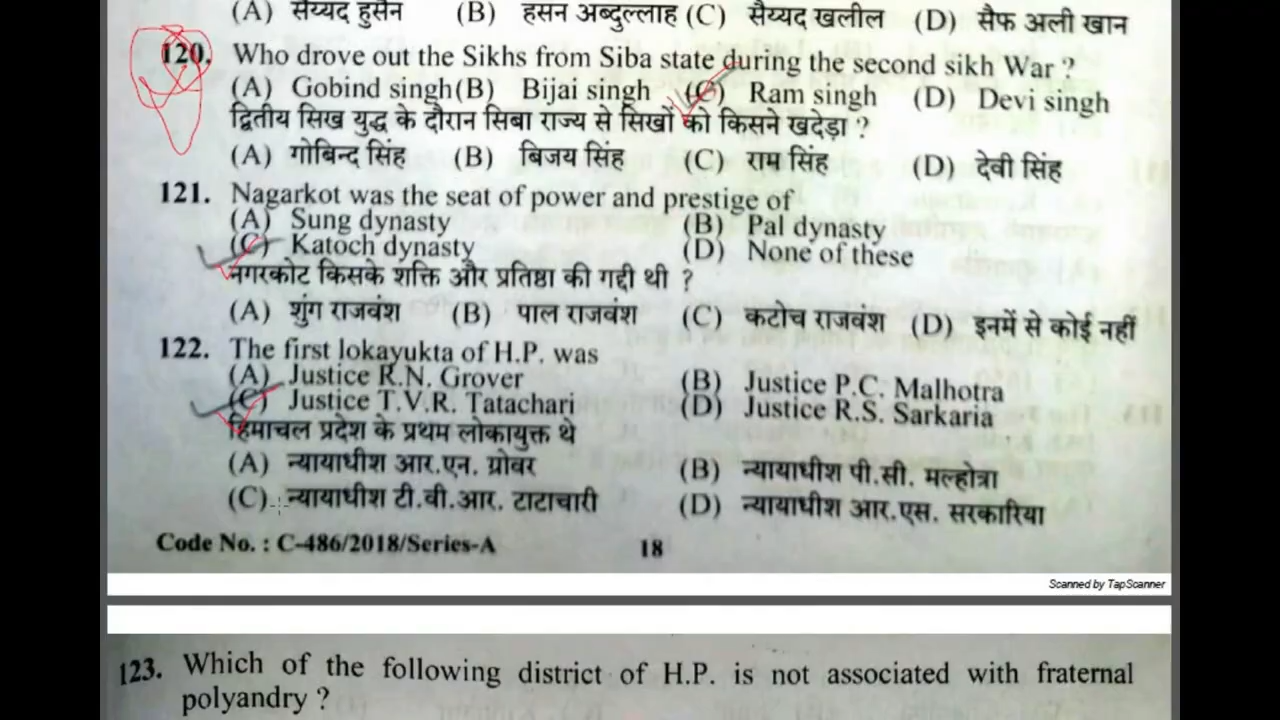 (A) सैय्यद हुसैन (B) हसन अब्दुल्लाह (C) सैय्यद खलील (D) सैफ अली खान
120. Who drove out the Sikhs from Siba state during the second sikh War ?
(A) Gobind singh (B) Bijai singh (C) Ram singh (D) Devi singh
द्वितीय सिख युद्ध के दौरान सिबा राज्य से सिखों को किसने खदेड़ा ?
(A) गोबिन्द सिंह (B) बिजय सिंह (C) राम सिंह (D) देवी सिंह
121. Nagarkot was the seat of power and prestige of
(A) Sung dynasty (B) Pal dynasty
(C) Katoch dynasty (D) None of these
नगरकोट किसके शक्ति और प्रतिष्ठा की गद्दी थी ?
(A) शुंग राजवंश (B) पाल राजवंश (C) कटोच राजवंश (D) इनमें से कोई नहीं
122. The first lokayukta of H.P. was
(A) Justice R.N. Grover (B) Justice P.C. Malhotra
(C) Justice T.V.R. Tatachari (D) Justice R.S. Sarkaria
हिमाचल प्रदेश के प्रथम लोकायुक्त थे
(A) न्यायाधीश आर.एन. ग्रोवर (B) न्यायाधीश पी.सी. मल्होत्रा
(C) न्यायाधीश टी.वी.आर. टाटाचारी (D) न्यायाधीश आर.एस. सरकारिया
Code No. : C-486/2018/Series-A 18
Scanned by TapScanner
123. Which of the following district of H.P. is not associated with fraternal
polyandry ?